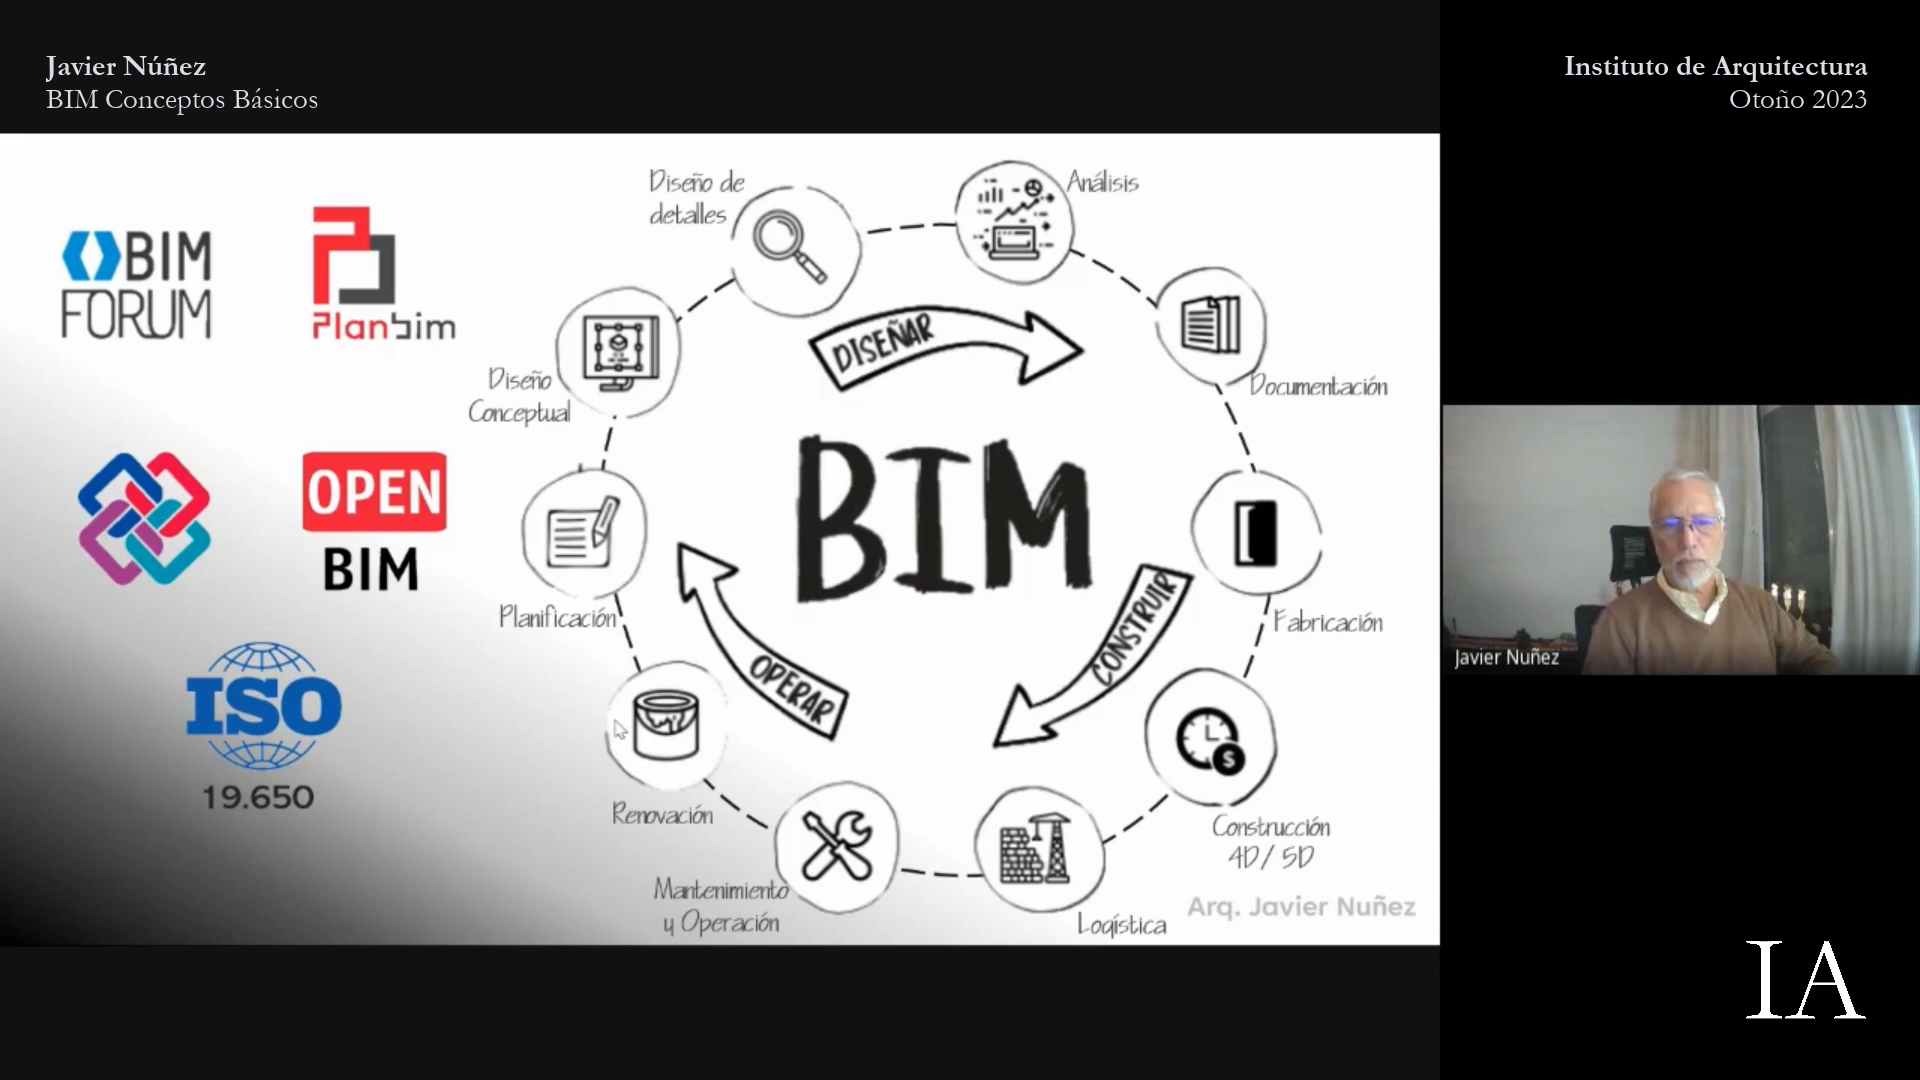 Javier Núñez
BIM Conceptos Básicos
Instituto de Arquitectura
Otoño 2023
BIM
FORUM
Planbim
OPEN
BIM
ISO
19.650
Diseño de
detalles
Análisis
Diseño
Conceptual
DISEÑAR
Documentación
BIM
Planificación
Fabricación
CONSTRUIR
OPERAR
Renovación
Construcción
4D/ 5D
Mantenimiento
y Operación
Logística
$
Arq. Javier Nuñez
Javier Nuñez
IA